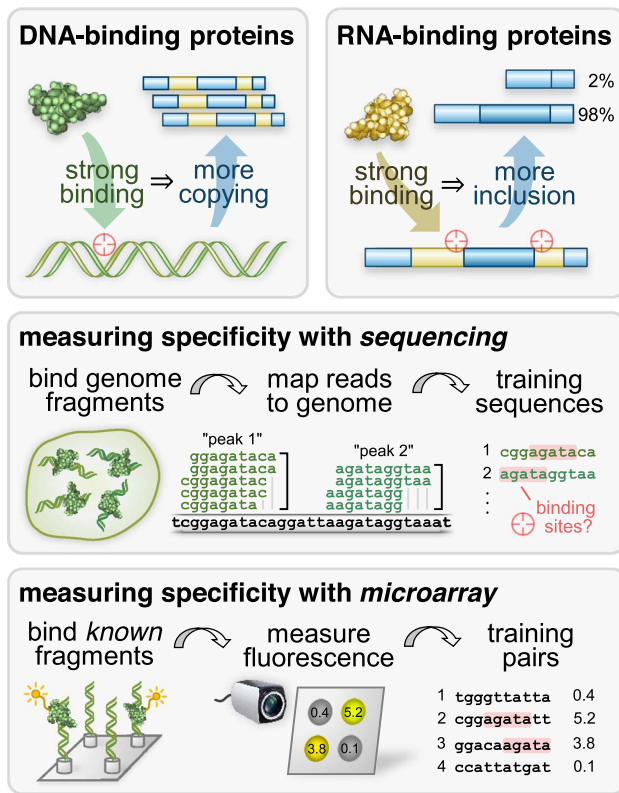 DNA-binding proteins
strong
binding
⇒
more
copying
RNA-binding proteins
2%
98%
strong
binding
⇒
more
inclusion
measuring specificity with sequencing
bind genome
fragments
map reads
to genome
training
sequences
"peak 1"
ggagataca
ggagataca
cggagatac
cggagatac
cggagata
"peak 2"
agataggtaa
agataggtaa
aagatagg
aagatagg
tcggagatacaggattaagataggtaaat
1 cggagataca
2 agataggtaa
binding
sites?
measuring specificity with microarray
bind known
fragments
measure
fluorescence
training
pairs
0.4 5.2
3.8 0.1
1 tgggttatta 0.4
2 cggagatatt 5.2
3 ggacaagata 3.8
4 ccattatgat 0.1